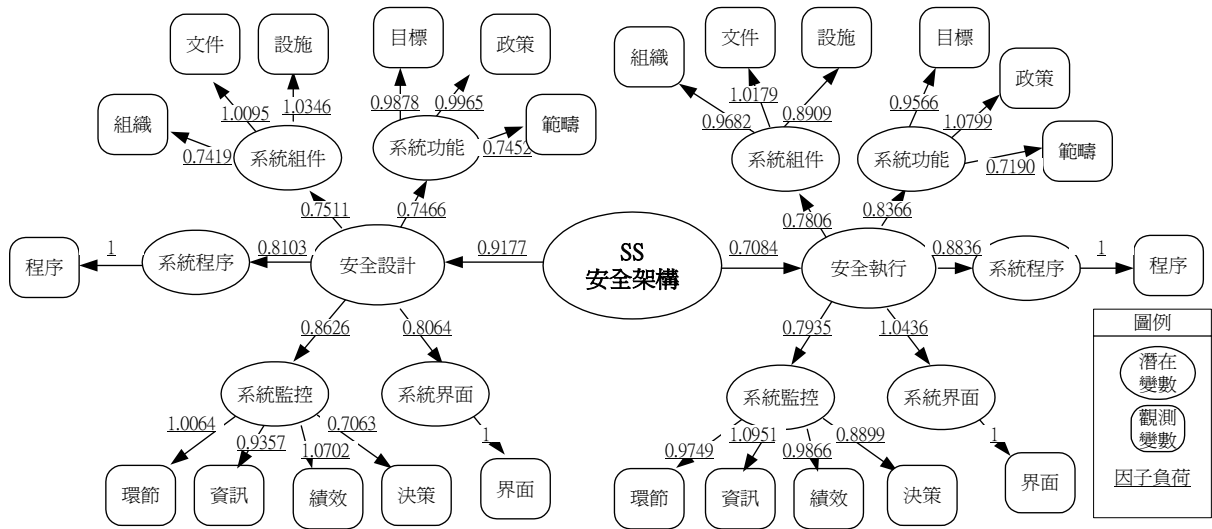 文件
設施
目標
政策
組織
1.0095
1.0346
0.9878
0.9965
0.7419
系統組件
系統功能
0.7452
範疇
0.7511
0.7466
程序
1
系統程序
0.8103
安全設計
0.9177
SS
安全架構
0.8626
0.8064
系統監控
系統界面
1.0064
0.9357
1.0702
0.7063
1
環節
資訊
績效
決策
界面
組織
文件
設施
目標
政策
0.9682
1.0179
0.8909
0.9566
1.0799
系統組件
系統功能
0.7190
範疇
0.7806
0.8366
0.7084
安全執行
0.8836
系統程序
1
程序
0.7935
1.0436
系統監控
系統界面
0.9749
1.0951
0.9866
0.8899
1
環節
資訊
績效
決策
界面
圖例
潛在
變數
觀測
變數
因子負荷